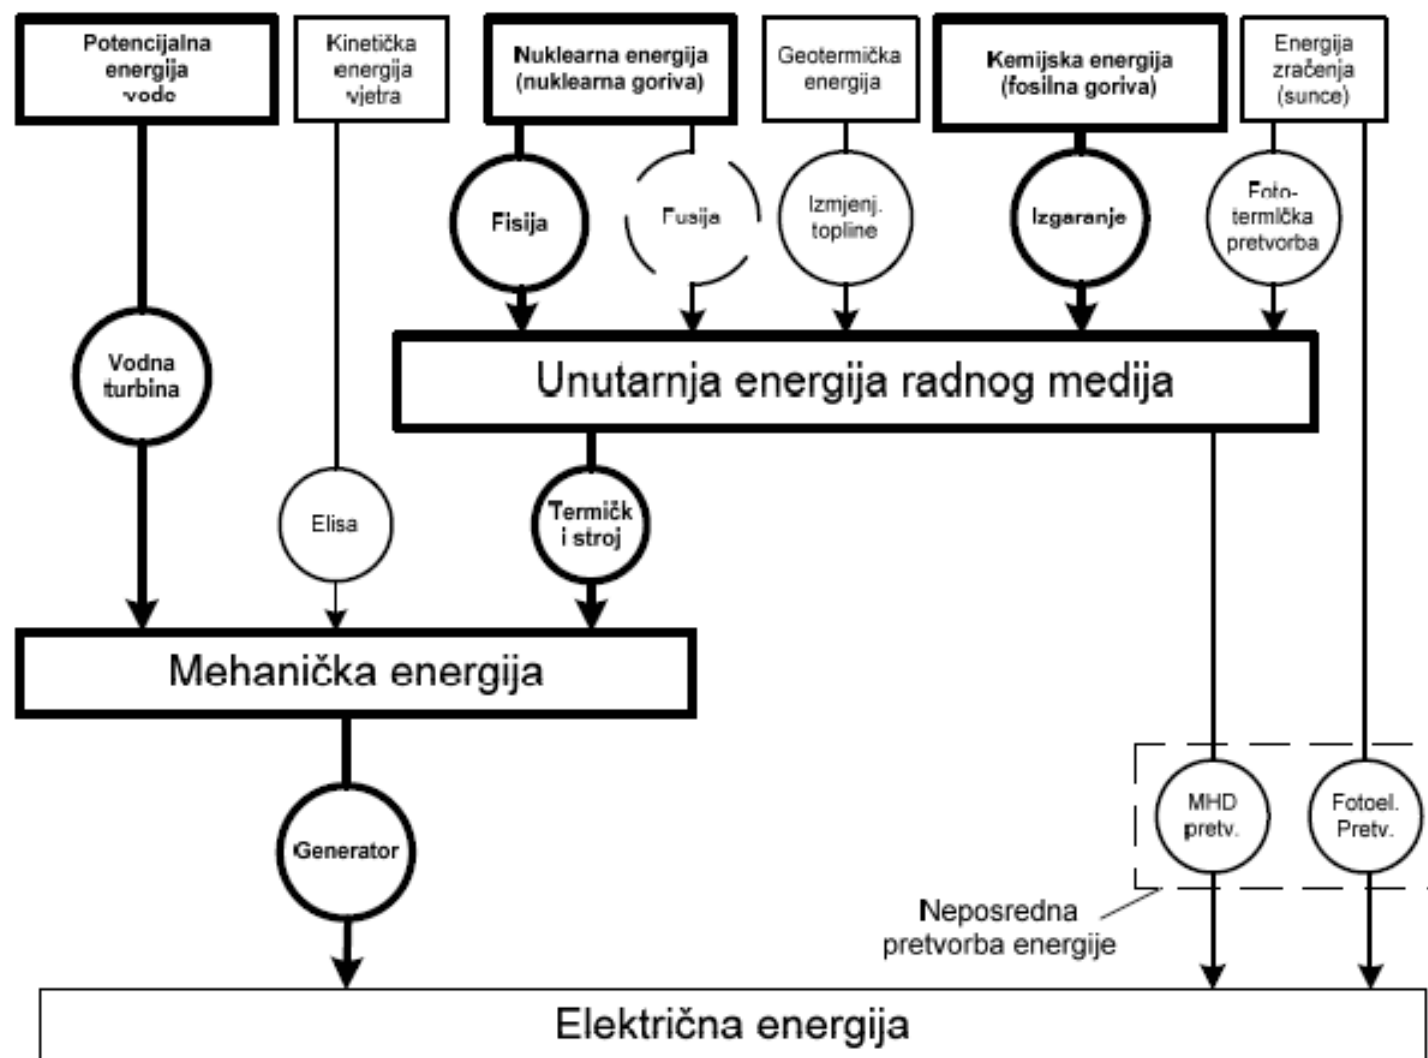 Potencijalna
energija
vode
Kinetička
energija
vjetra
Nuklearna energija
(nuklearna goriva)
Geotermička
energija
Kemijska energija
(fosilna goriva)
Energija
zračenja
(sunce)
Fisija
Fusija
Izmjenj.
topline
Izgaranje
Foto-
termička
pretvorba
Vodna
turbina
Unutarnja energija radnog medija
Elisa
Termičk
i stroj
Mehanička energija
Generator
MHD
pretv.
Fotoel.
Pretv.
Neposredna
pretvorba energije
Električna energija